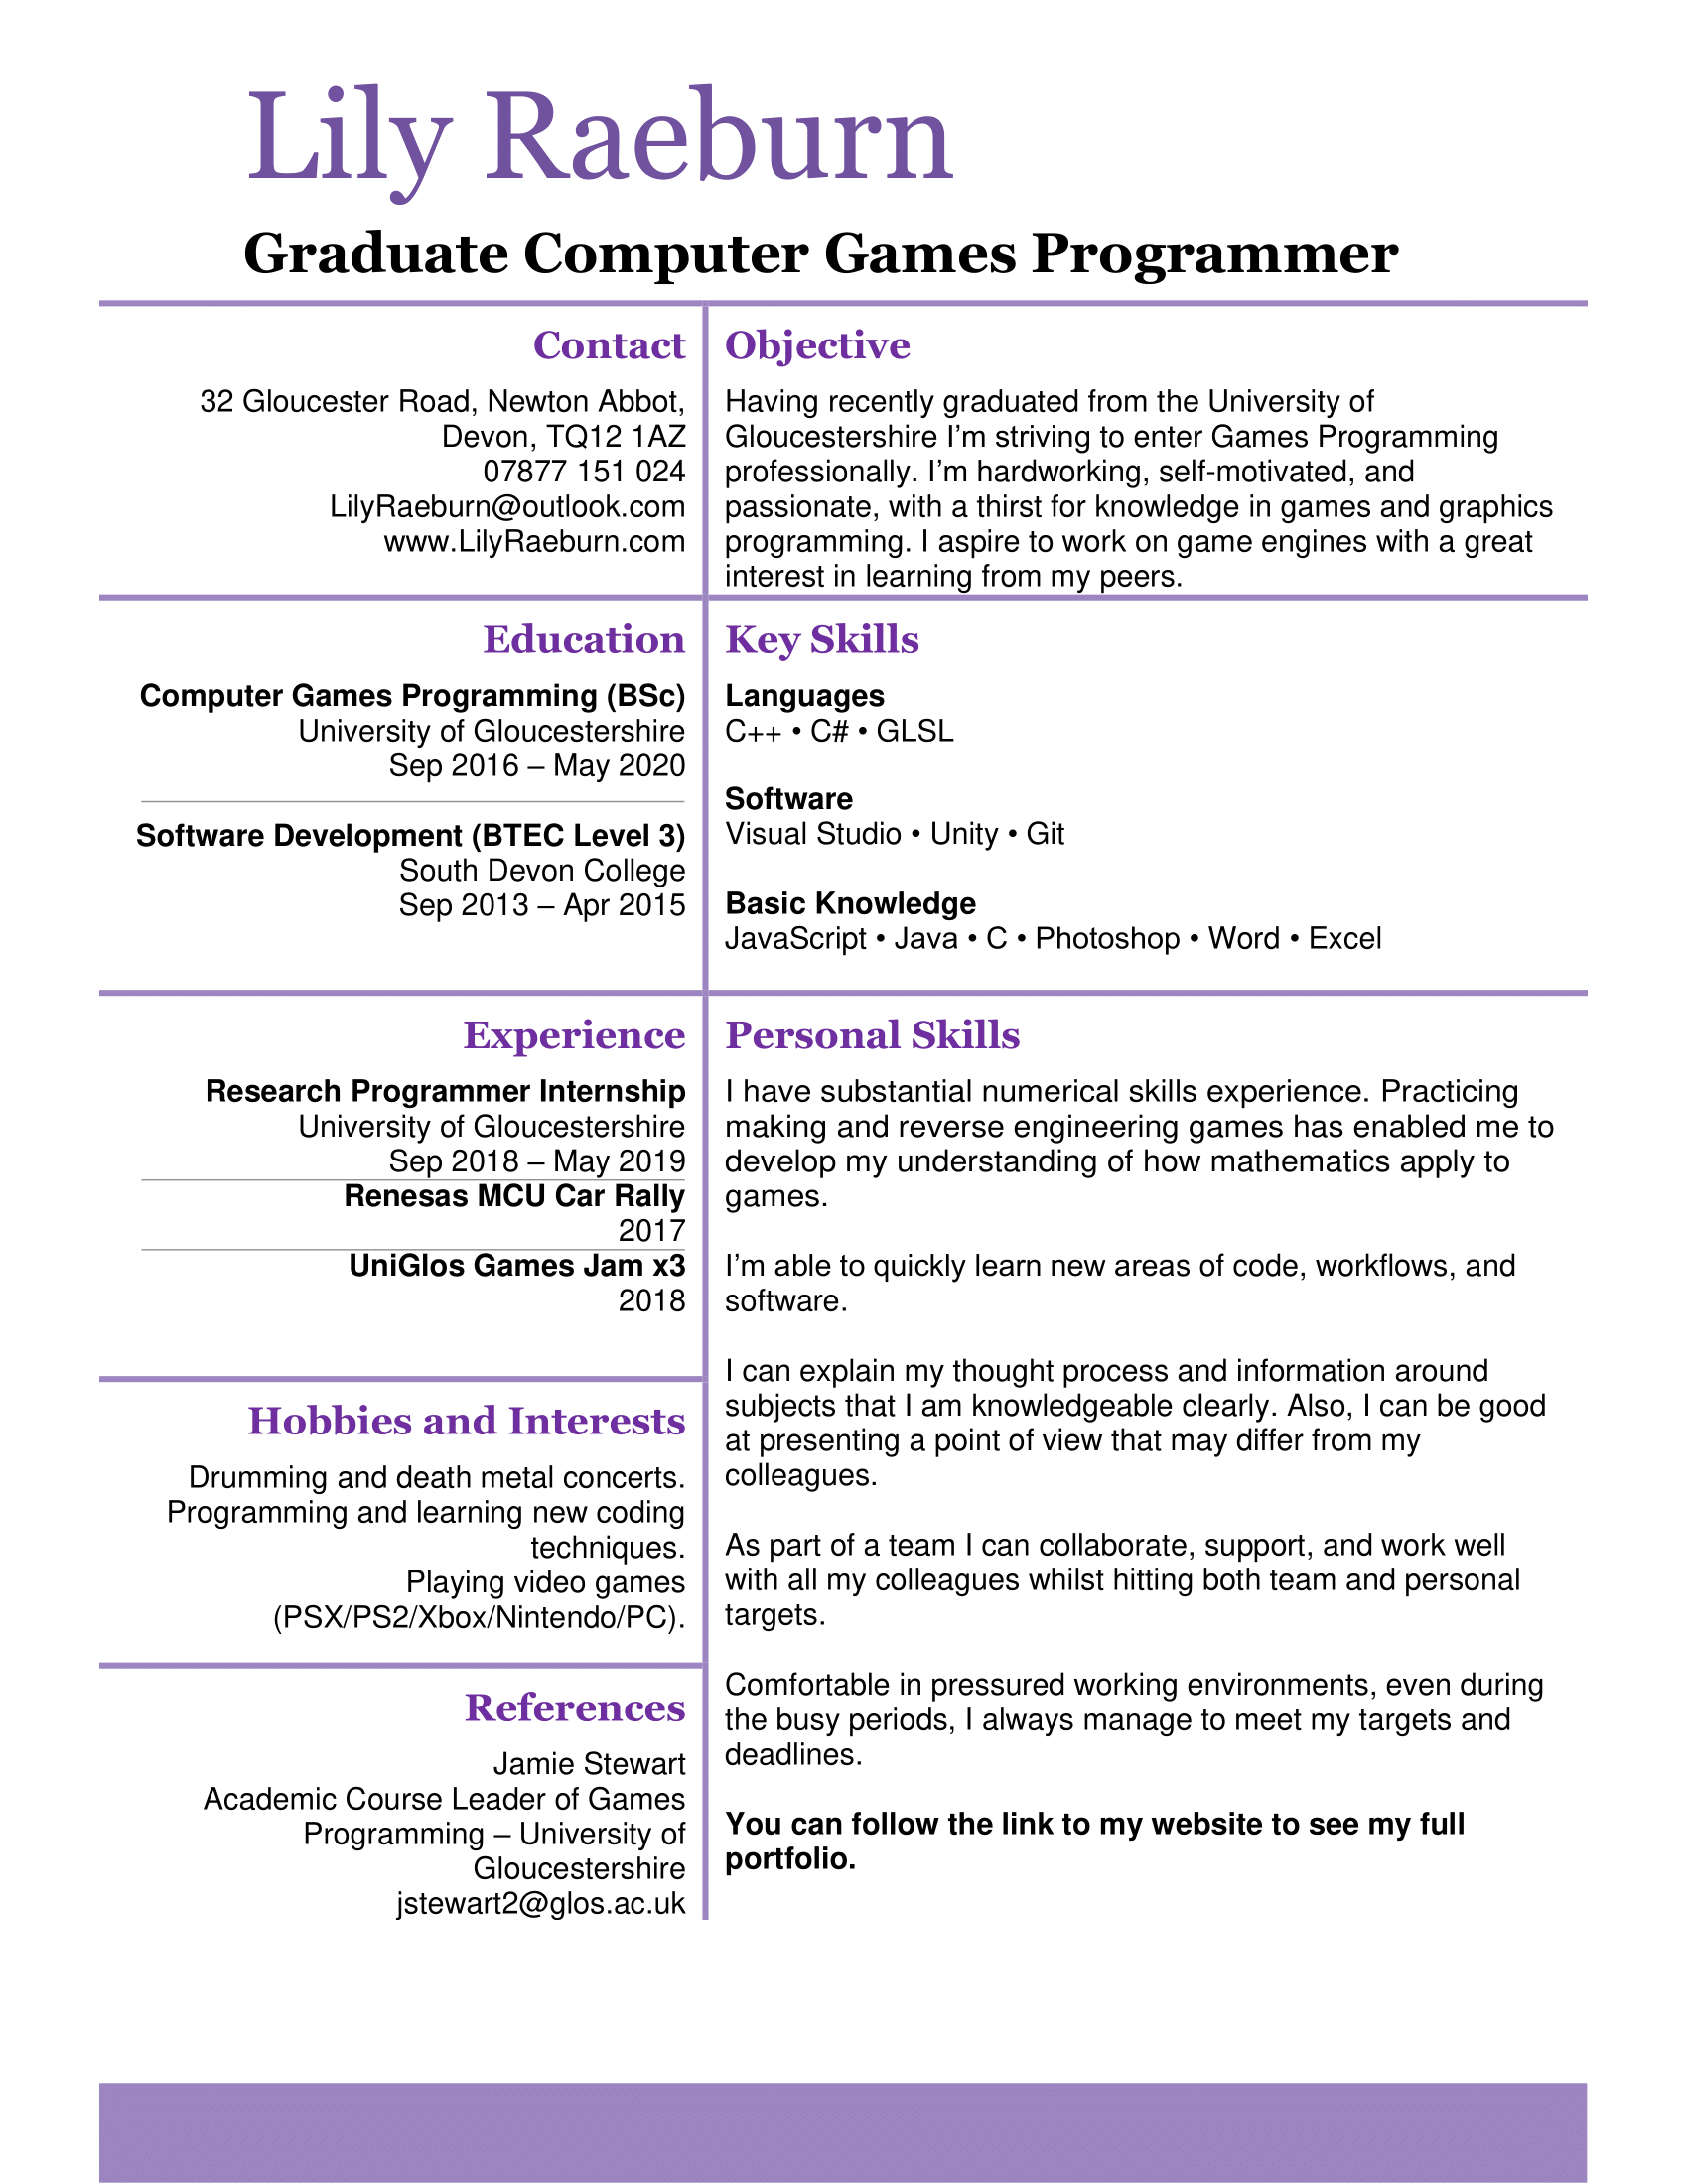 Lily Raeburn
Graduate Computer Games Programmer
Contact
32 Gloucester Road, Newton Abbot,
Devon, TQ12 1AZ
07877 151 024
LilyRaeburn@outlook.com
www.LilyRaeburn.com
Objective
Having recently graduated from the University of
Gloucestershire I’m striving to enter Games Programming
professionally. I’m hardworking, self-motivated, and
passionate, with a thirst for knowledge in games and graphics
programming. I aspire to work on game engines with a great
interest in learning from my peers.
Education
Computer Games Programming (BSc)
University of Gloucestershire
Sep 2016 – May 2020
Software Development (BTEC Level 3)
South Devon College
Sep 2013 – Apr 2015
Key Skills
Languages
C++ • C# • GLSL
Software
Visual Studio • Unity • Git
Basic Knowledge
JavaScript • Java • C • Photoshop • Word • Excel
Experience
Research Programmer Internship
University of Gloucestershire
Sep 2018 – May 2019
Renesas MCU Car Rally
2017
UniGlos Games Jam x3
2018
Hobbies and Interests
Drumming and death metal concerts.
Programming and learning new coding
techniques.
Playing video games
(PSX/PS2/Xbox/Nintendo/PC).
References
Jamie Stewart
Academic Course Leader of Games
Programming – University of
Gloucestershire
jstewart2@glos.ac.uk
Personal Skills
I have substantial numerical skills experience. Practicing
making and reverse engineering games has enabled me to
develop my understanding of how mathematics apply to
games.
I’m able to quickly learn new areas of code, workflows, and
software.
I can explain my thought process and information around
subjects that I am knowledgeable clearly. Also, I can be good
at presenting a point of view that may differ from my
colleagues.
As part of a team I can collaborate, support, and work well
with all my colleagues whilst hitting both team and personal
targets.
Comfortable in pressured working environments, even during
the busy periods, I always manage to meet my targets and
deadlines.
You can follow the link to my website to see my full
portfolio.